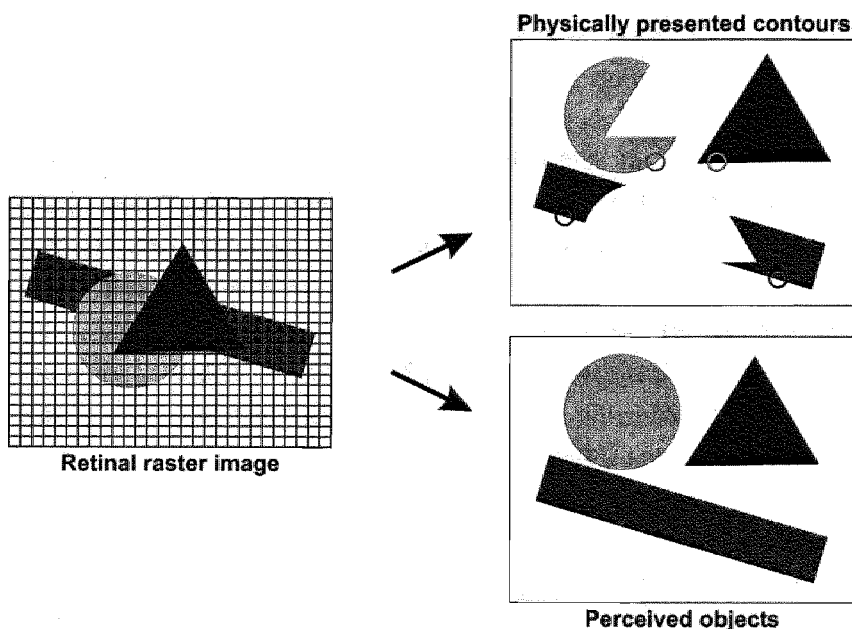 Physically presented contours
Retinal raster image
Perceived objects